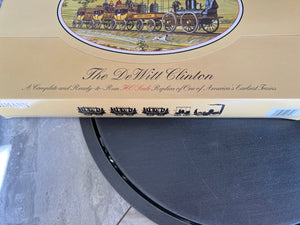 The DeWitt Clinton
A Complete and Ready-to-Run HO Scale Replica of One of America's Earliest Trains